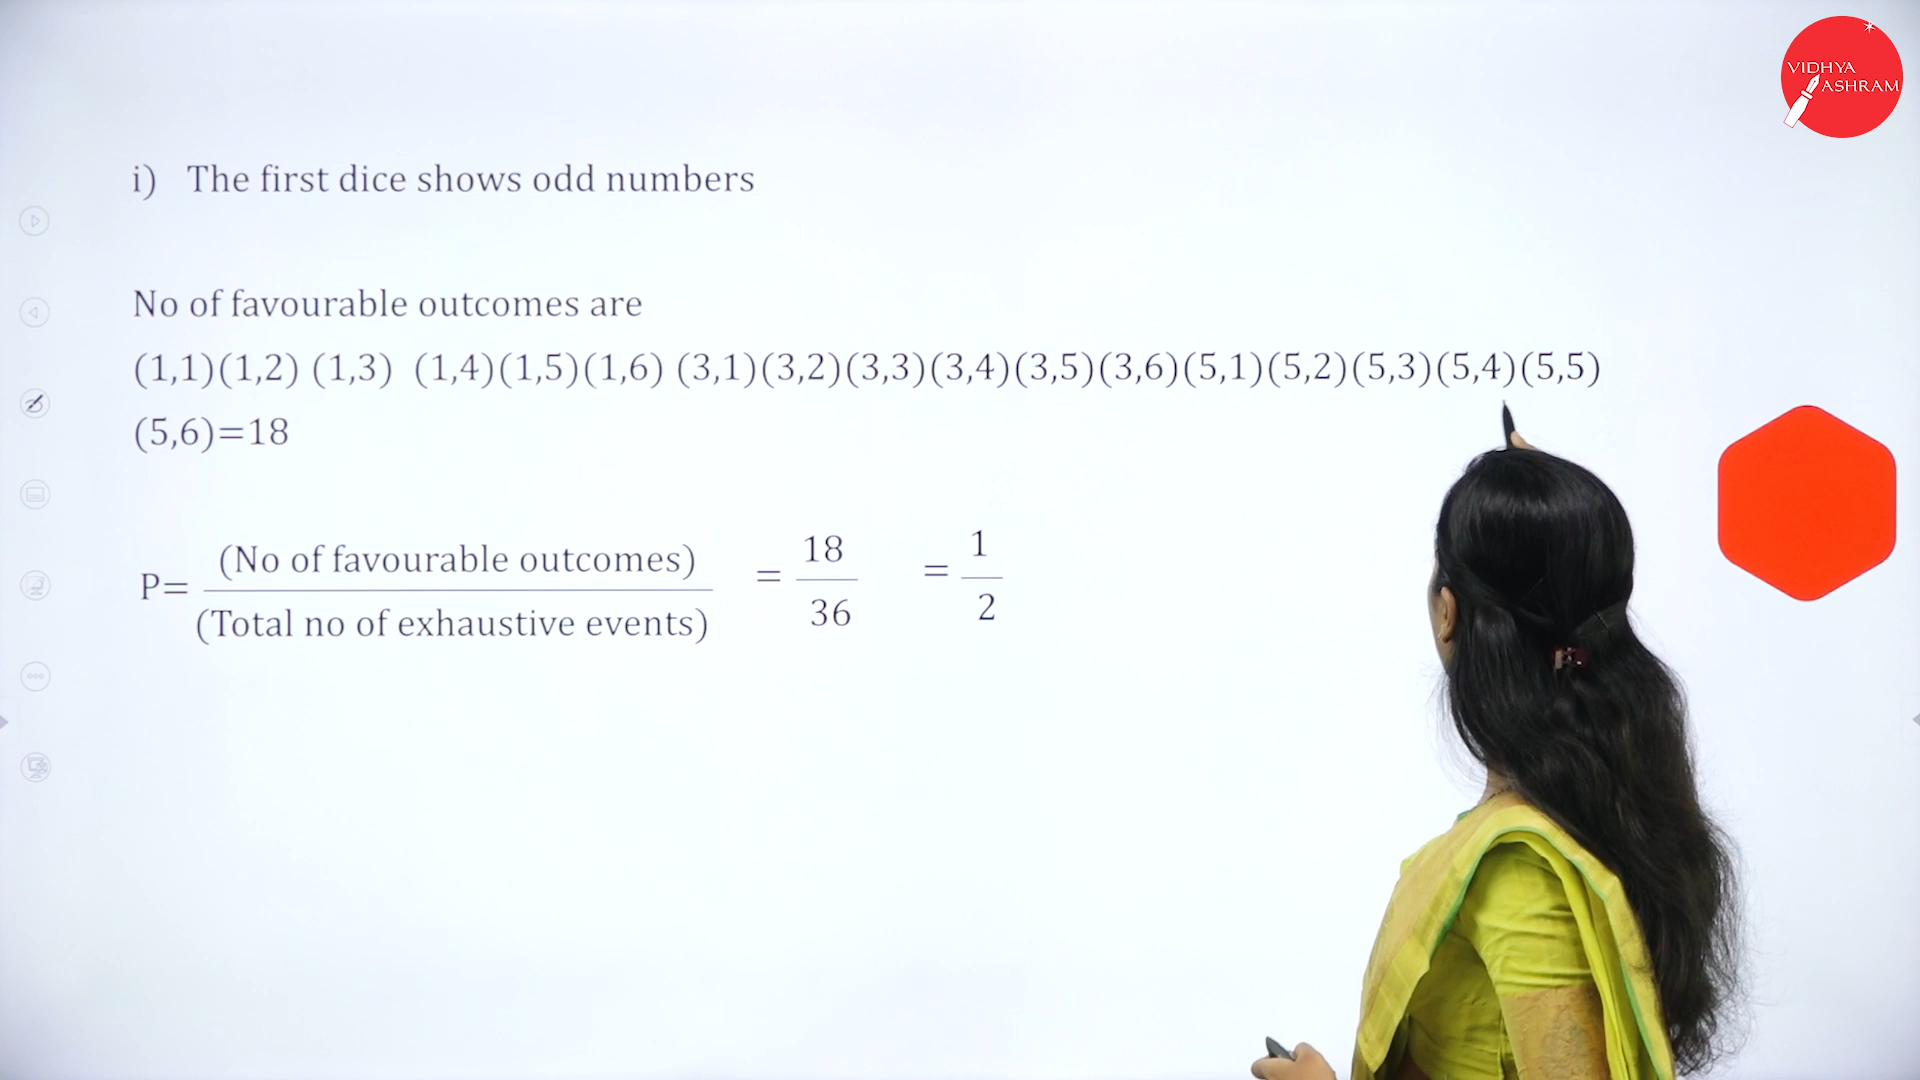 VIDHYA
ASHRAM
i) The first dice shows odd numbers
No of favourable outcomes are
(1,1)(1,2) (1,3) (1,4)(1,5)(1,6) (3,1)(3,2)(3,3)(3,4)(3,5)(3,6)(5,1)(5,2)(5,3)(5,4)(5,5)
(5,6)=18
P= (No of favourable outcomes) / (Total no of exhaustive events) = 18 / 36 = 1 / 2